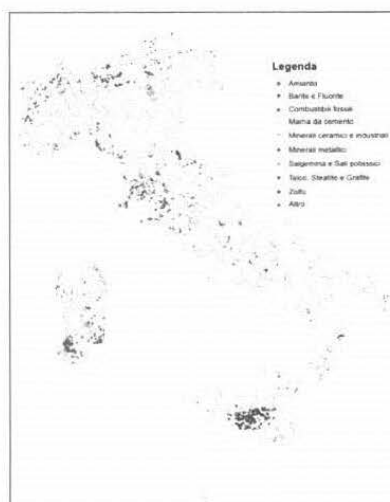 Legenda
Amianto
Barite e Fluorite
Combustibili fossili
Marna da cemento
Minerali ceramici e industriali
Minerali metallici
Salgemma e Sali potassici
Talco, Steatite e Grafite
Zolfo
Altro